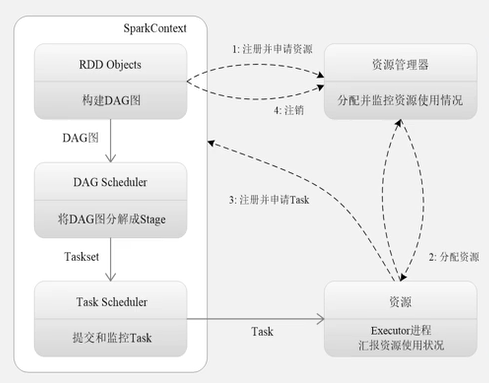 SparkContext
RDD Objects
构建DAG图
1: 注册并申请资源
资源管理器
分配并监控资源使用情况
4: 注销
DAG图
DAG Scheduler
将DAG图分解成Stage
3: 注册并申请Task
2: 分配资源
Taskset
Task Scheduler
提交和监控Task
Task
资源
Executor进程
汇报资源使用状况